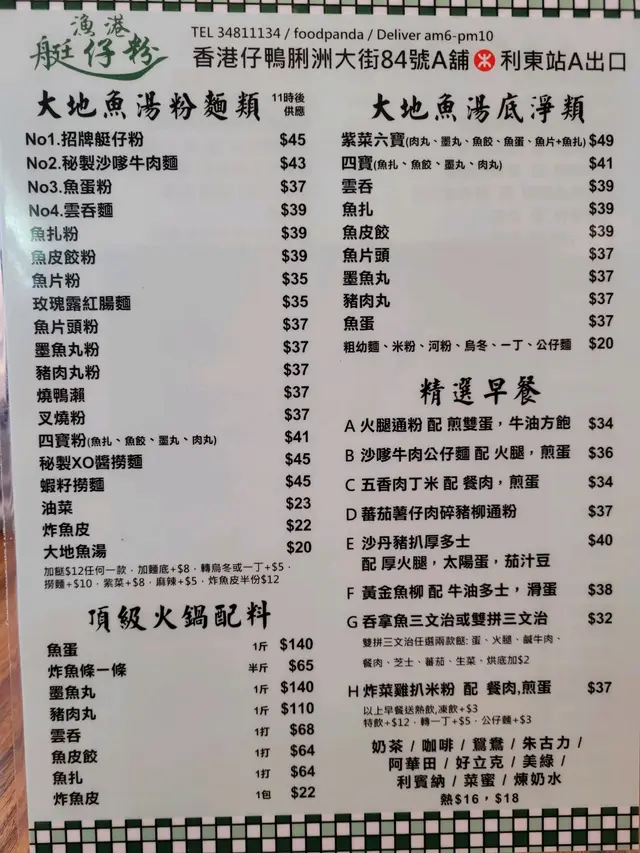 漁港
艇仔粉
TEL 34811134 / foodpanda / Deliver am6-pm10
香港仔鴨脷洲大街84號A舖 利東站A出口
大地魚湯粉麵類 11時後供應
No1.招牌艇仔粉 $45
No2.秘製沙嗲牛肉麵 $43
No3.魚蛋粉 $37
No4.雲吞麵 $39
魚扎粉 $39
魚皮餃粉 $39
魚片粉 $35
玫瑰露紅腸麵 $35
魚片頭粉 $37
墨魚丸粉 $37
豬肉丸粉 $37
燒鴨瀨 $37
叉燒粉 $37
四寶粉(魚扎、魚餃、墨丸、肉丸) $41
秘製XO醬撈麵 $45
蝦籽撈麵 $45
油菜 $23
炸魚皮 $22
大地魚湯 $20
加餸$12任何一款﹐加麵底+$8﹐轉烏冬或一丁+$5﹐
撈麵+$10﹐紫菜+$8﹐麻辣+$5﹐炸魚皮半份$12
頂級火鍋配料
魚蛋 1斤 $140
炸魚條一條 半斤 $65
墨魚丸 1斤 $140
豬肉丸 1斤 $110
雲吞 1打 $68
魚皮餃 1打 $64
魚扎 1打 $64
炸魚皮 1包 $22
大地魚湯底淨類
紫菜六寶(肉丸、墨丸、魚餃、魚蛋、魚片+魚扎) $49
四寶(魚扎、魚餃、墨丸、肉丸) $41
雲吞 $39
魚扎 $39
魚皮餃 $39
魚片頭 $37
墨魚丸 $37
豬肉丸 $37
魚蛋 $37
粗幼麵、米粉、河粉、烏冬、一丁、公仔麵 $20
精選早餐
A 火腿通粉 配 煎雙蛋，牛油方飽 $34
B 沙嗲牛肉公仔麵 配 火腿，煎蛋 $36
C 五香肉丁米 配 餐肉，煎蛋 $34
D 蕃茄薯仔肉碎豬柳通粉 $37
E 沙丹豬扒厚多士 $40
配 厚火腿，太陽蛋，茄汁豆
F 黃金魚柳 配 牛油多士，滑蛋 $38
G 吞拿魚三文治或雙拼三文治 $32
雙拼三文治任選兩款餸: 蛋、火腿、鹹牛肉、
餐肉、芝士、蕃茄、生菜、烘底加$2
H 炸菜雞扒米粉 配 餐肉,煎蛋 $37
以上早餐送熱飲,凍飲+$3
特飲+$12﹐轉一丁+$5﹐公仔麵+$3
奶茶 / 咖啡 / 鴛鴦 / 朱古力 /
阿華田 / 好立克 / 美綠 /
利賓納 / 菜蜜 / 煉奶水
熱$16，$18